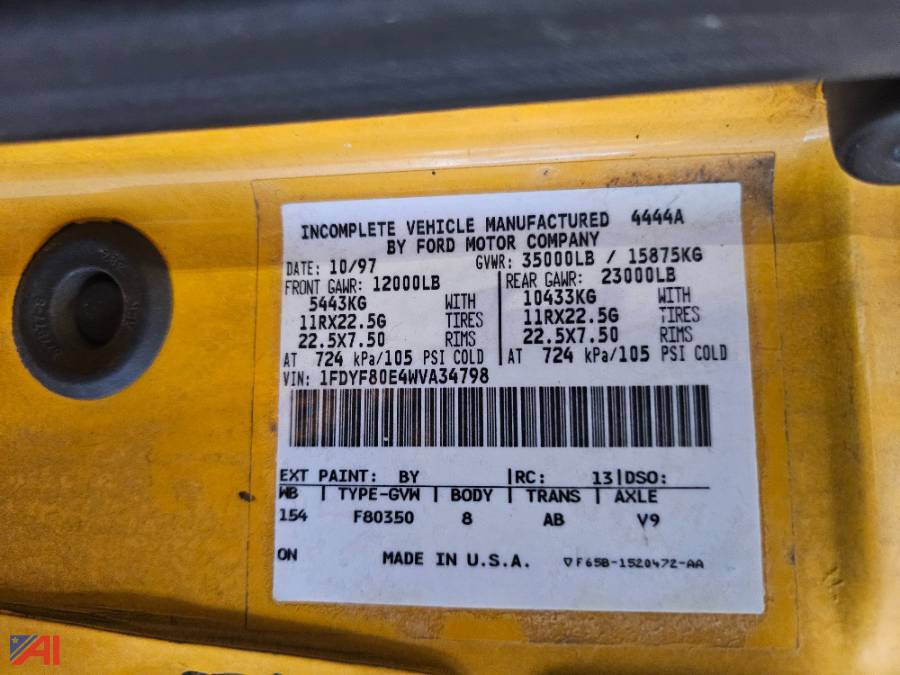 INCOMPLETE VEHICLE MANUFACTURED 4444A
BY FORD MOTOR COMPANY
DATE: 10/97 GVWR: 35000LB / 15875KG
FRONT GAWR: 12000LB REAR GAWR: 23000LB
5443KG WITH 10433KG WITH
11RX22.5G TIRES 11RX22.5G TIRES
22.5X7.50 RIMS 22.5X7.50 RIMS
AT 724 kPa/105 PSI COLD AT 724 kPa/105 PSI COLD
VIN: 1FDYF80E4WVA34798
EXT PAINT: BY |RC: 13|DSO:
WB | TYPE-GVW | BODY | TRANS | AXLE
154 F80350 8 AB V9
ON MADE IN U.S.A. ▽F65B-1520472-AA
AI